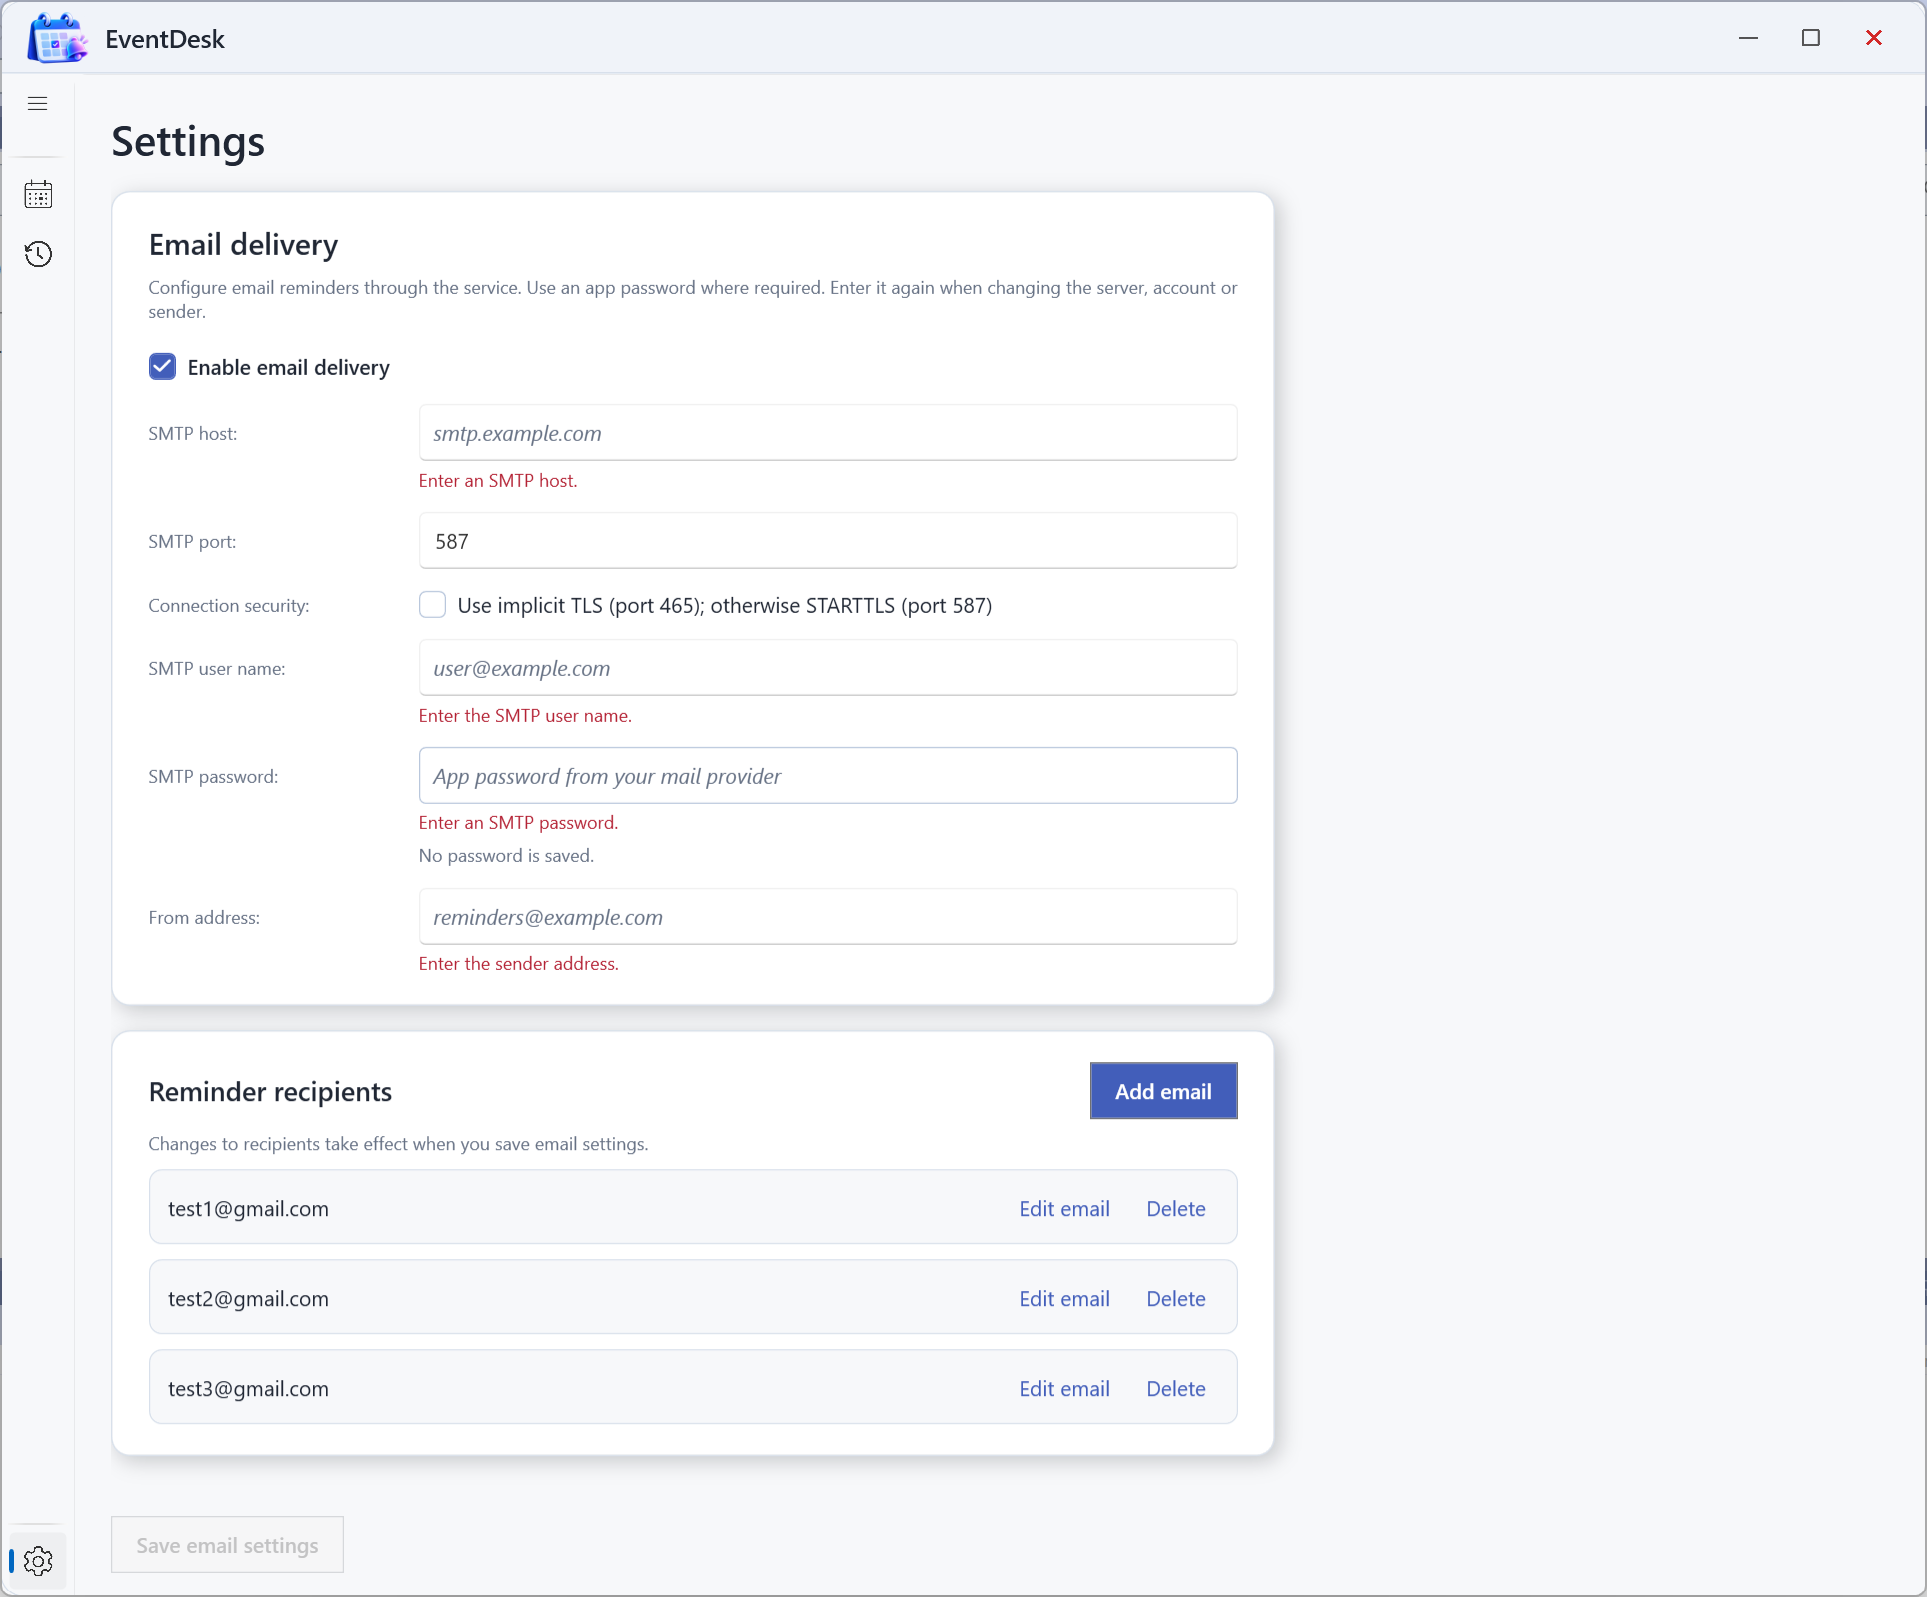 EventDesk
Settings
Email delivery
Configure email reminders through the service. Use an app password where required. Enter it again when changing the server, account or
sender.
Enable email delivery
SMTP host:
smtp.example.com
Enter an SMTP host.
SMTP port:
587
Connection security:
Use implicit TLS (port 465); otherwise STARTTLS (port 587)
SMTP user name:
user@example.com
Enter the SMTP user name.
SMTP password:
App password from your mail provider
Enter an SMTP password.
No password is saved.
From address:
reminders@example.com
Enter the sender address.
Reminder recipients
Add email
Changes to recipients take effect when you save email settings.
test1@gmail.com Edit email Delete
test2@gmail.com Edit email Delete
test3@gmail.com Edit email Delete
Save email settings